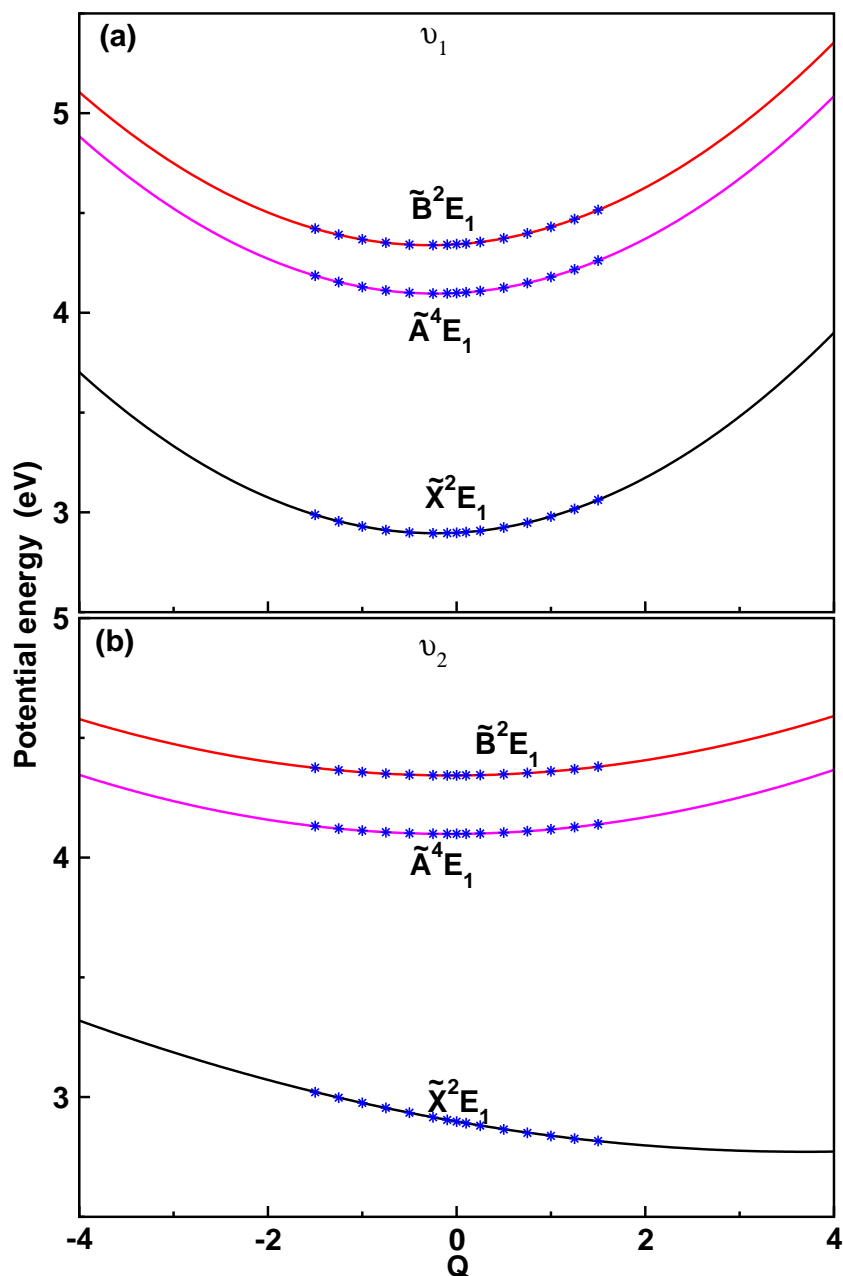 (a)
υ₁
5
B̃²E₁
4
Ã⁴E₁
X̃²E₁
3
Potential energy (eV)
5
(b)
υ₂
B̃²E₁
4
Ã⁴E₁
3
X̃²E₁
-4 -2 0 2 4
Q